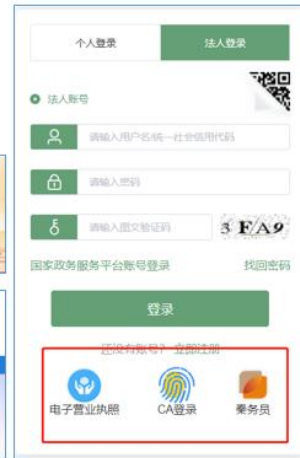 个人登录 法人登录
法人账号
请输入用户名/统一社会信用代码
请输入密码
请输入图文验证码 3 FA9
国家政务服务平台账号登录 找回密码
登录
还没有账号？ 立即注册
电子营业执照 CA登录 秦务员